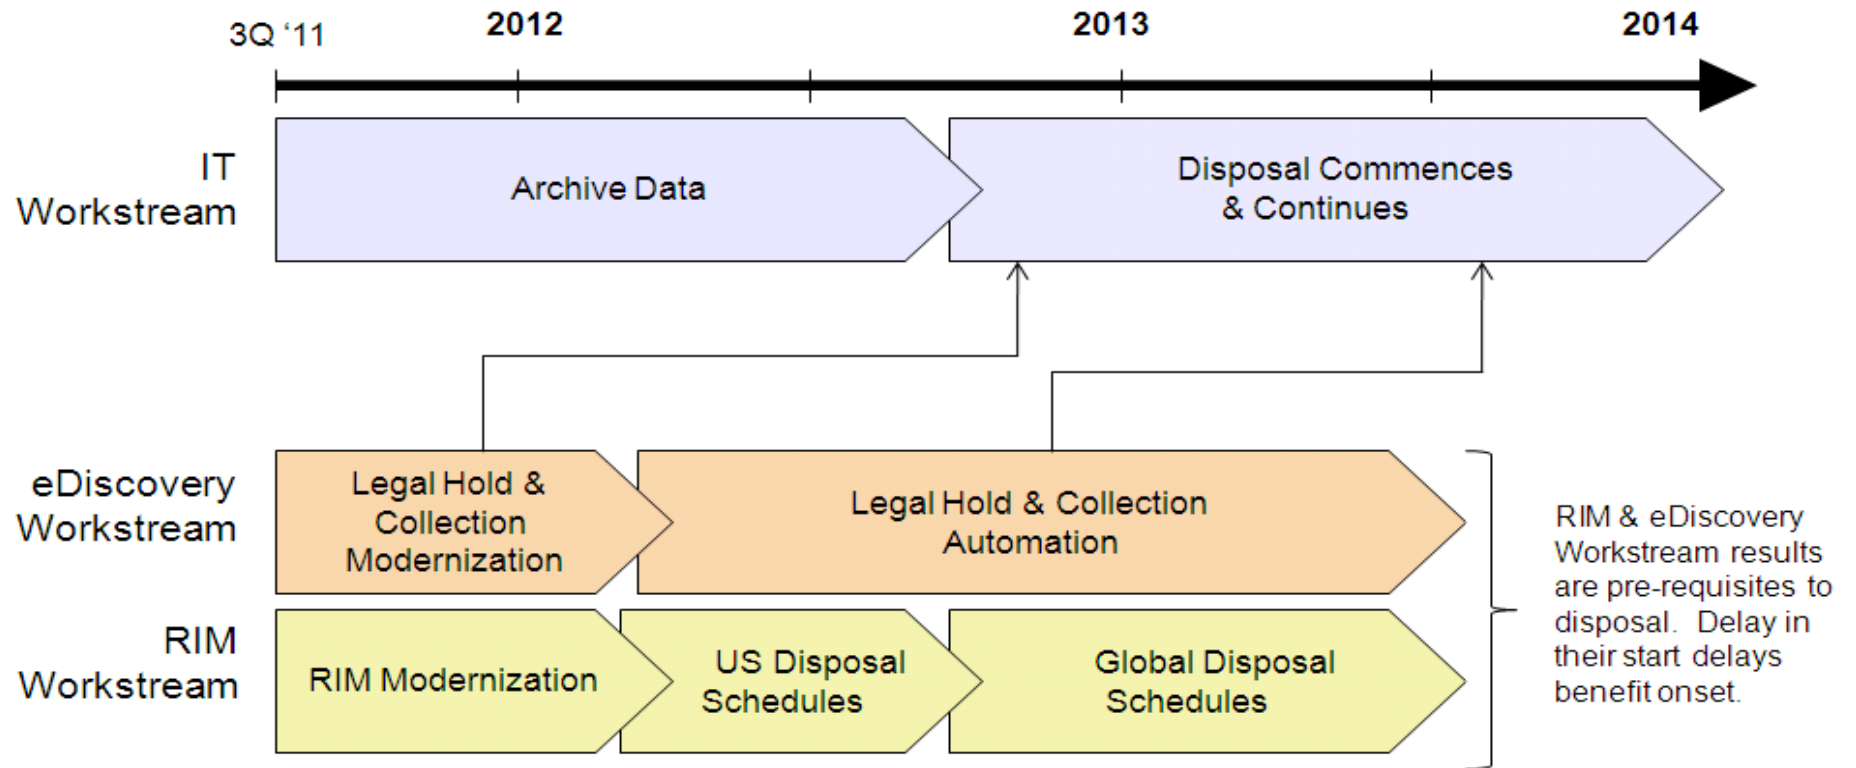 3Q ‘11
2012
2013
2014
IT
Workstream
Archive Data
Disposal Commences
& Continues
eDiscovery
Workstream
Legal Hold &
Collection
Modernization
Legal Hold & Collection
Automation
RIM
Workstream
RIM Modernization
US Disposal
Schedules
Global Disposal
Schedules
RIM & eDiscovery
Workstream results
are pre-requisites to
disposal.  Delay in
their start delays
benefit onset.